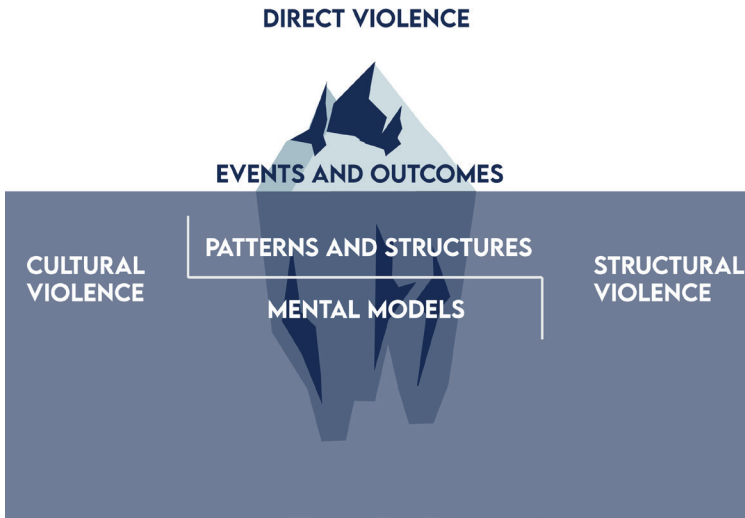 DIRECT VIOLENCE
EVENTS AND OUTCOMES
PATTERNS AND STRUCTURES
CULTURAL
VIOLENCE
STRUCTURAL
VIOLENCE
MENTAL MODELS